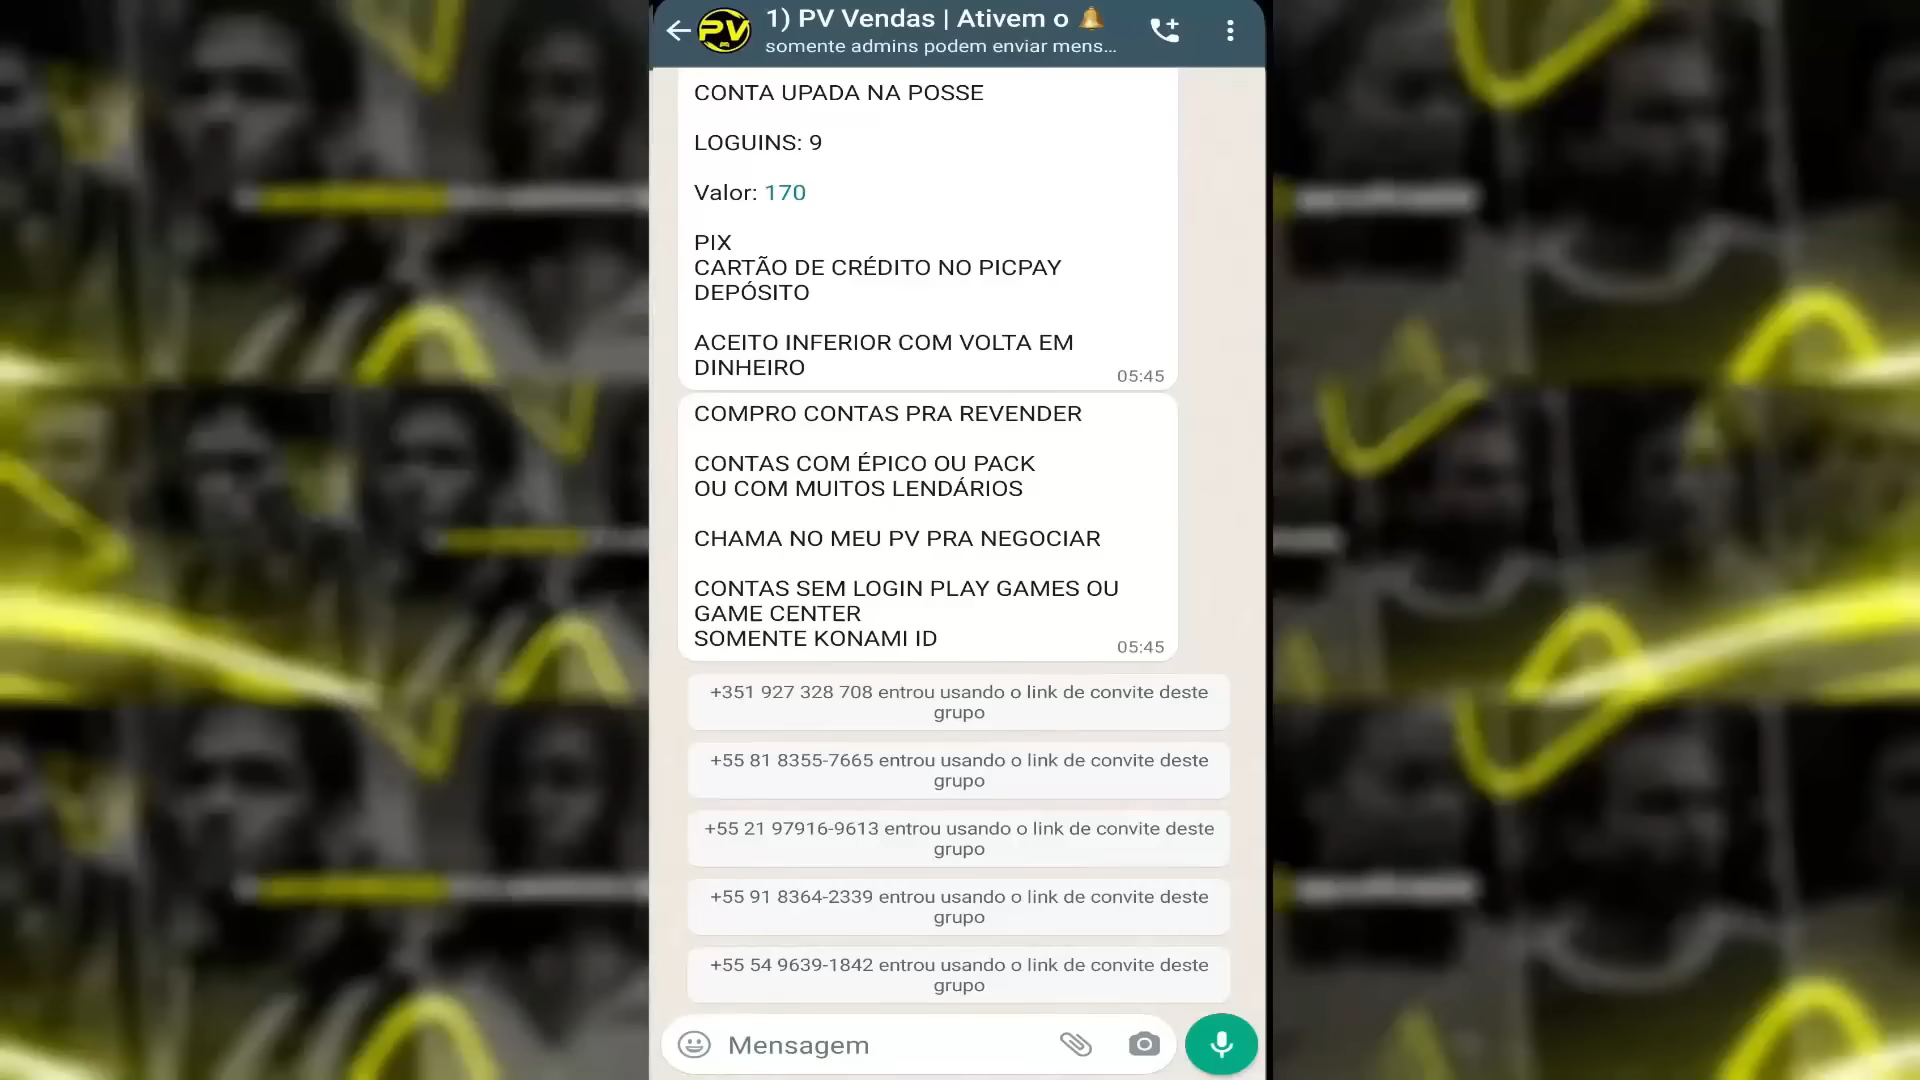 PV
1) PV Vendas | Ativem o 🔔
somente admins podem enviar mens...
CONTA UPADA NA POSSE
LOGUINS: 9
Valor: 170
PIX
CARTÃO DE CRÉDITO NO PICPAY
DEPÓSITO
ACEITO INFERIOR COM VOLTA EM
DINHEIRO
05:45
COMPRO CONTAS PRA REVENDER
CONTAS COM ÉPICO OU PACK
OU COM MUITOS LENDÁRIOS
CHAMA NO MEU PV PRA NEGOCIAR
CONTAS SEM LOGIN PLAY GAMES OU
GAME CENTER
SOMENTE KONAMI ID
05:45
+351 927 328 708 entrou usando o link de convite deste
grupo
+55 81 8355-7665 entrou usando o link de convite deste
grupo
+55 21 97916-9613 entrou usando o link de convite deste
grupo
+55 91 8364-2339 entrou usando o link de convite deste
grupo
+55 54 9639-1842 entrou usando o link de convite deste
grupo
Mensagem